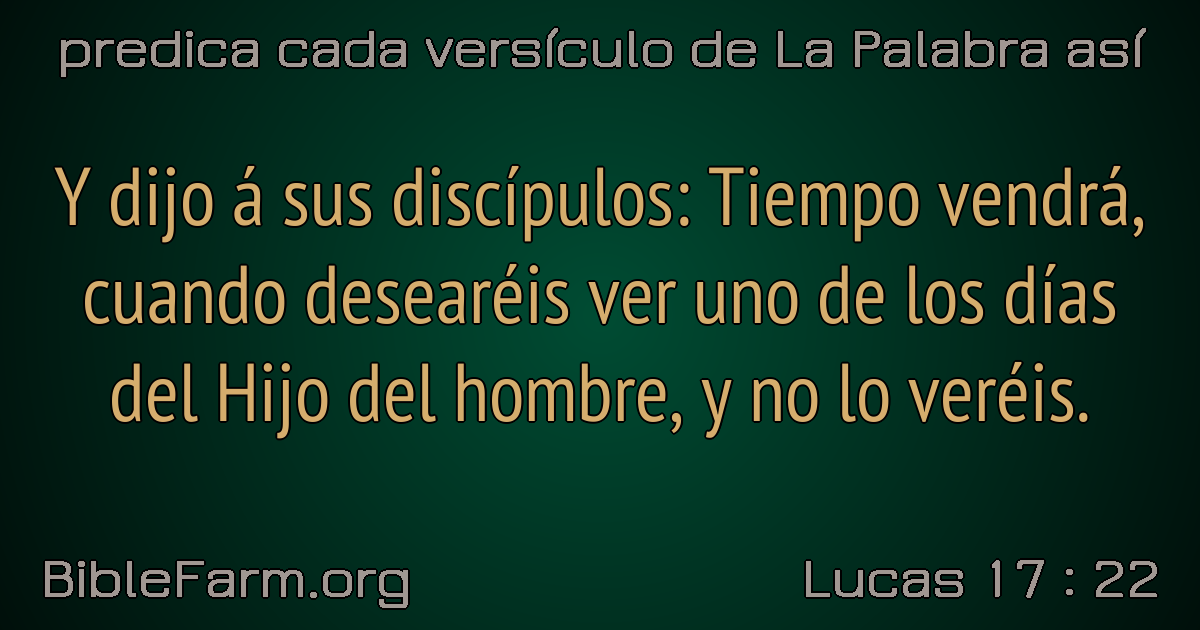 predica cada versículo de La Palabra así
Y dijo á sus discípulos: Tiempo vendrá,
cuando desearéis ver uno de los días
del Hijo del hombre, y no lo veréis.
BibleFarm.org
Lucas 17 : 22